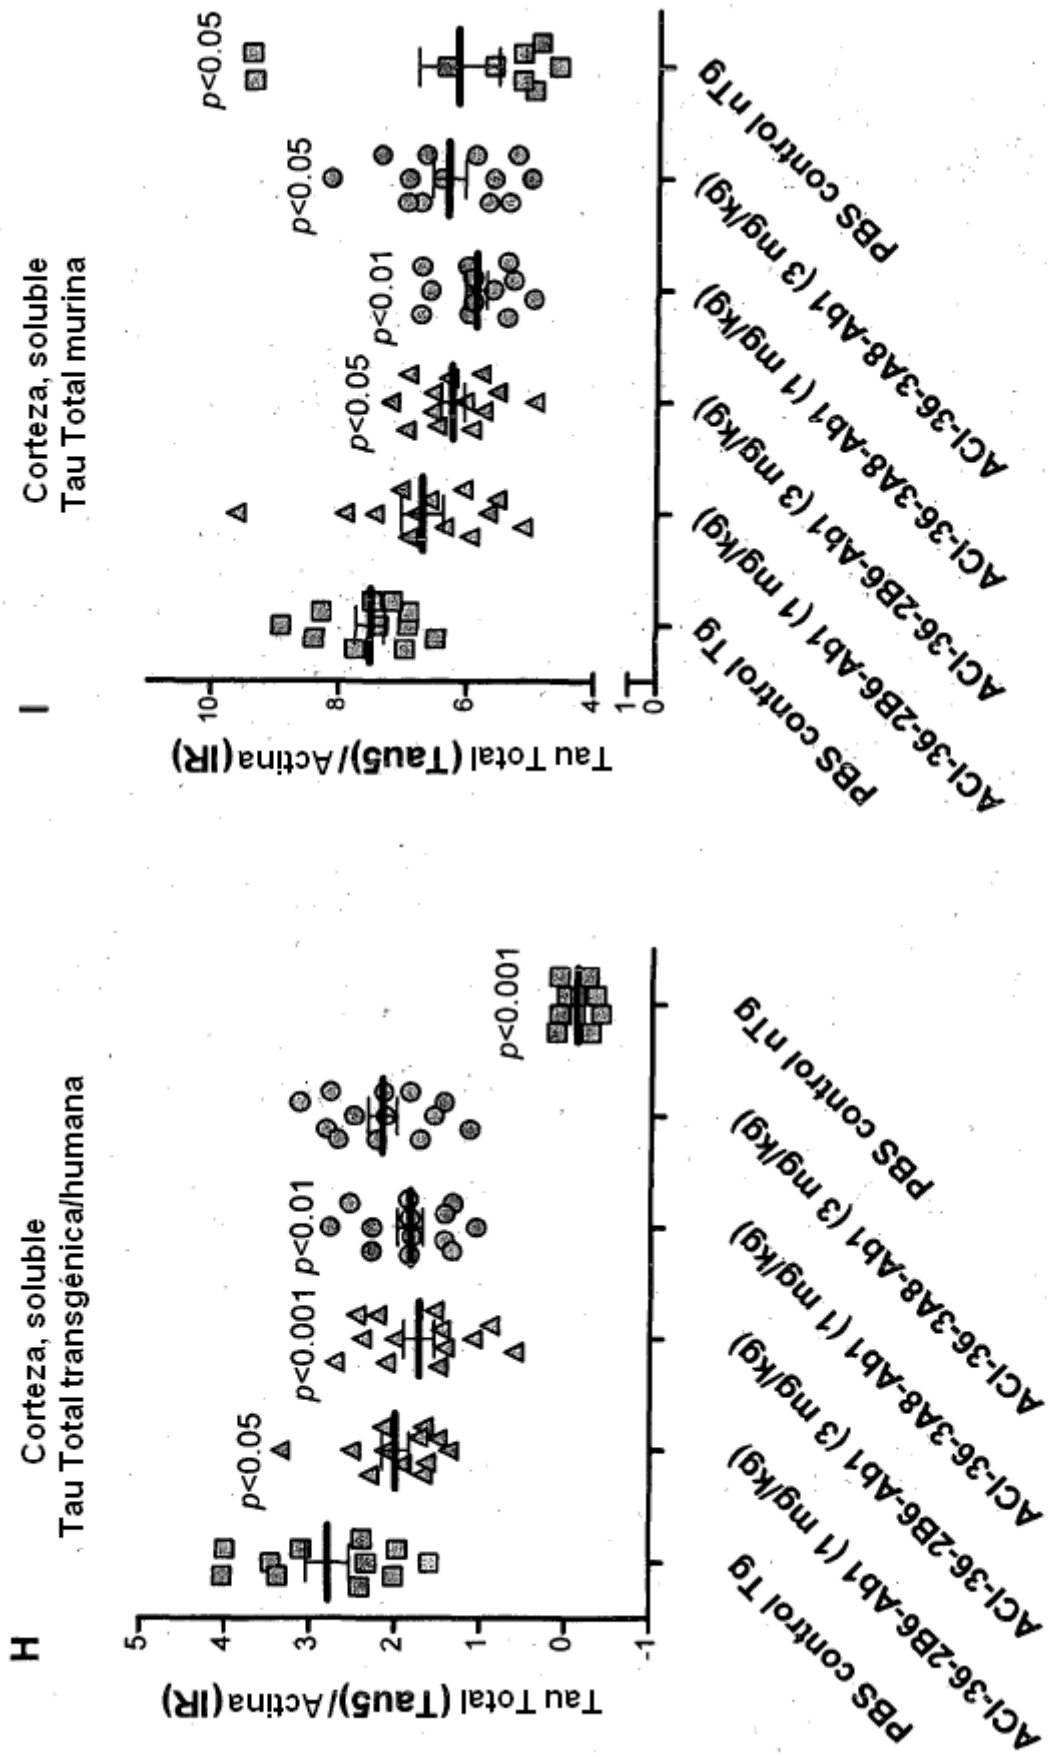 H
Corteza, soluble
Tau Total transgénica/humana
Tau Total (Tau5)/Actina (IR)
5
4
3
2
1
0
-1
p<0.05
p<0.001 p<0.01
p<0.001
PBS control Tg
ACI-36-2B6-Ab1 (1 mg/kg)
ACI-36-2B6-Ab1 (3 mg/kg)
ACI-36-3A8-Ab1 (1 mg/kg)
ACI-36-3A8-Ab1 (3 mg/kg)
PBS control nTg
I
Corteza, soluble
Tau Total murina
Tau Total (Tau5)/Actina (IR)
10
8
6
4
1
0
p<0.05
p<0.01
p<0.05
p<0.05
PBS control Tg
ACI-36-2B6-Ab1 (1 mg/kg)
ACI-36-2B6-Ab1 (3 mg/kg)
ACI-36-3A8-Ab1 (1 mg/kg)
ACI-36-3A8-Ab1 (3 mg/kg)
PBS control nTg